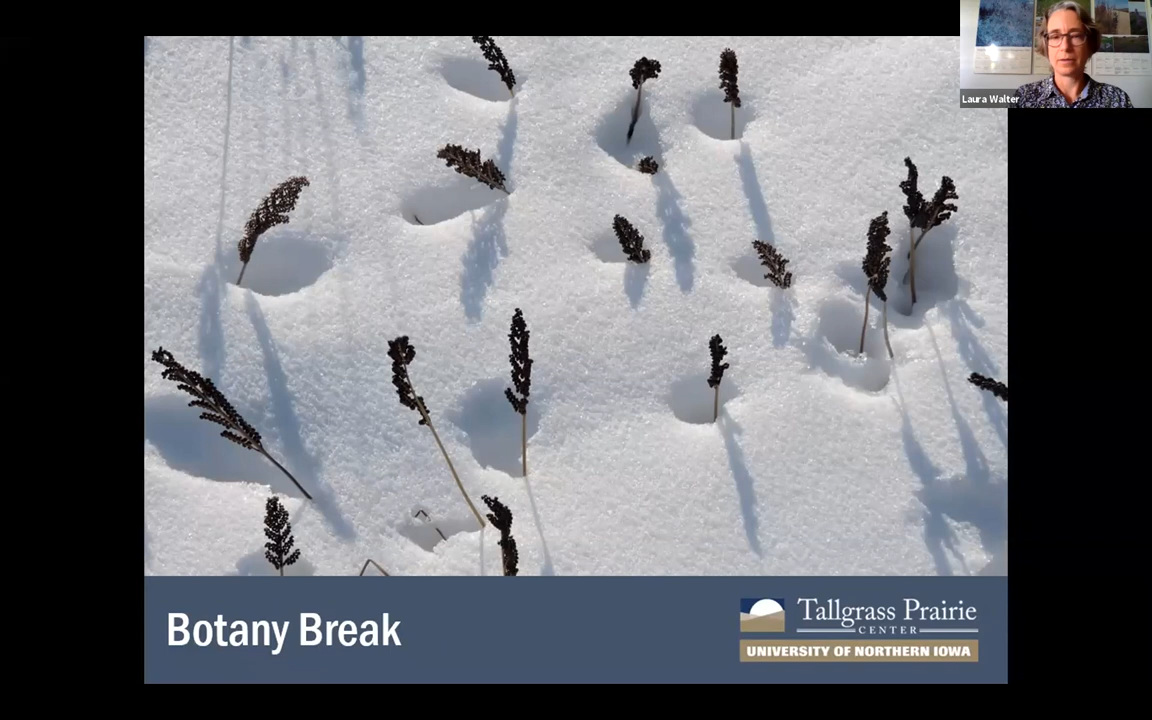 Laura Walter
Botany Break
Tallgrass Prairie
CENTER
UNIVERSITY OF NORTHERN IOWA